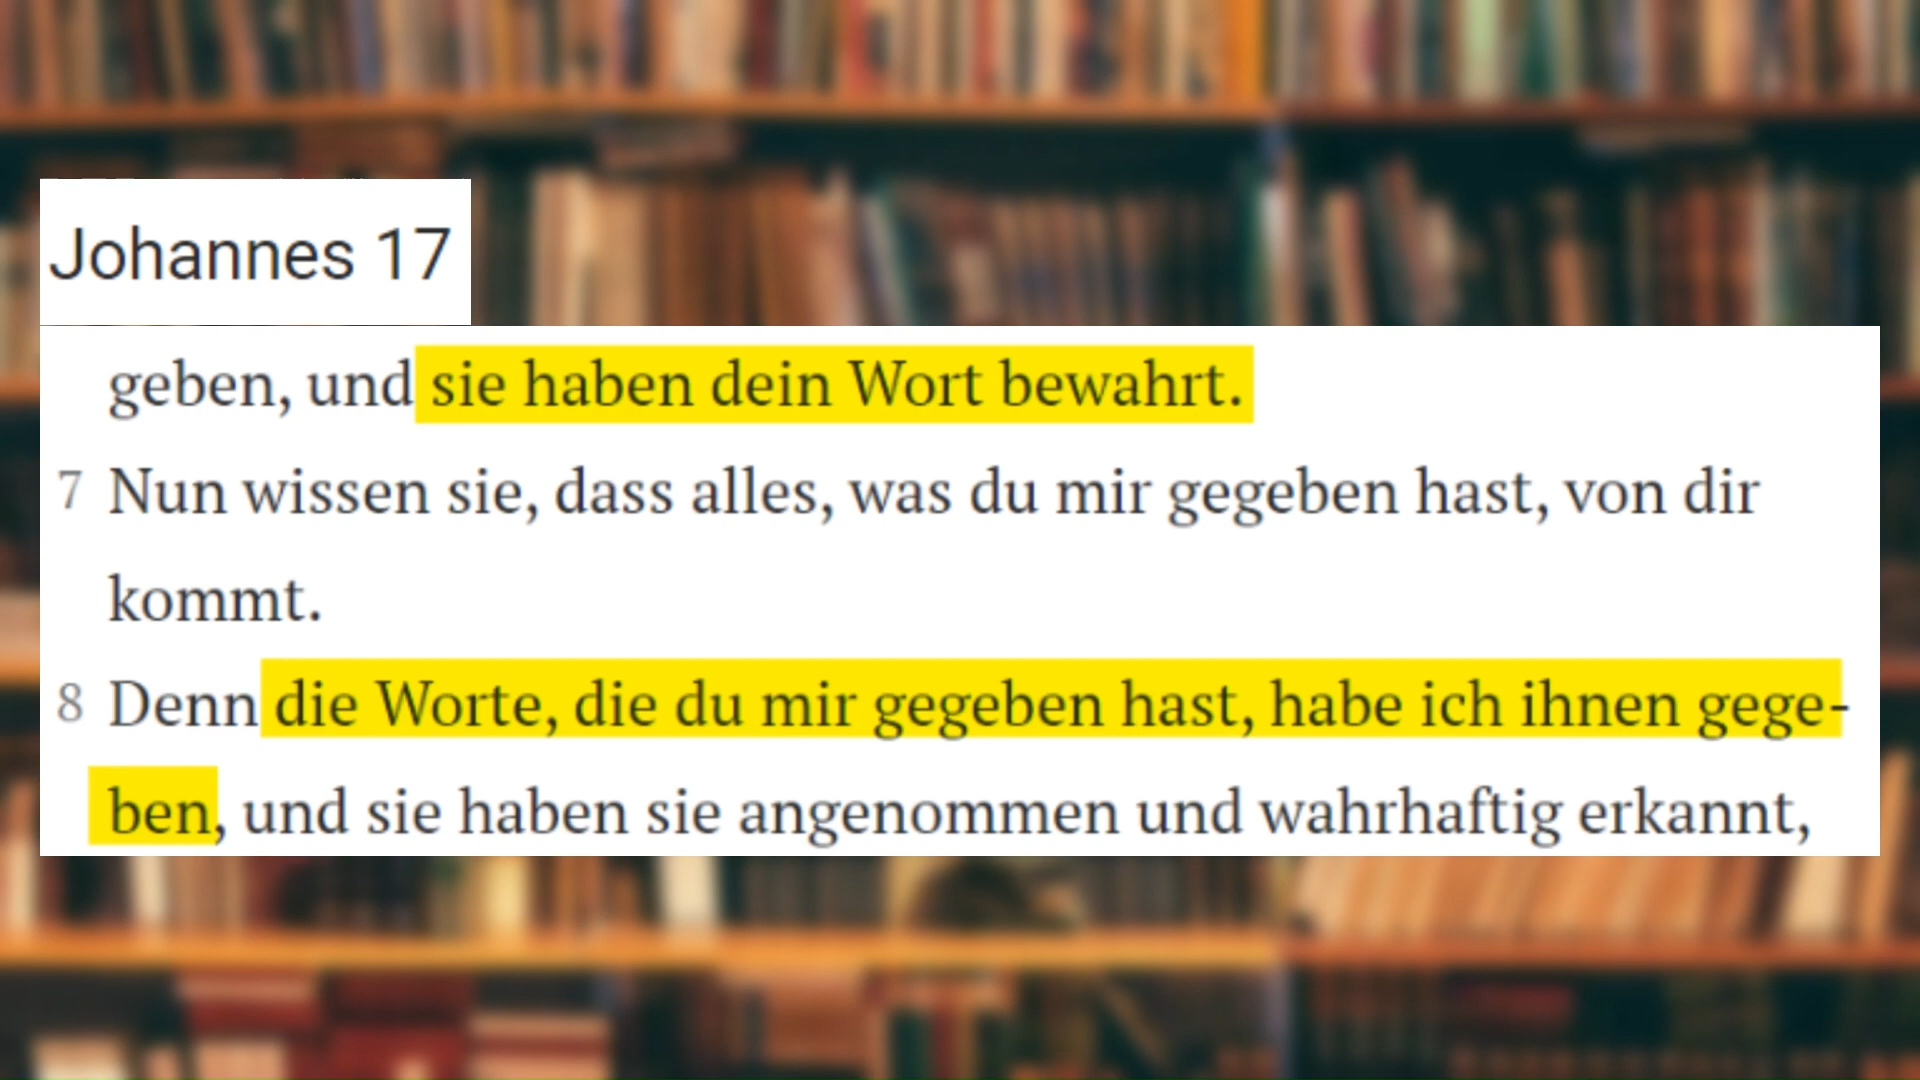 Johannes 17
geben, und sie haben dein Wort bewahrt.
7 Nun wissen sie, dass alles, was du mir gegeben hast, von dir
kommt.
8 Denn die Worte, die du mir gegeben hast, habe ich ihnen gege-
ben, und sie haben sie angenommen und wahrhaftig erkannt,